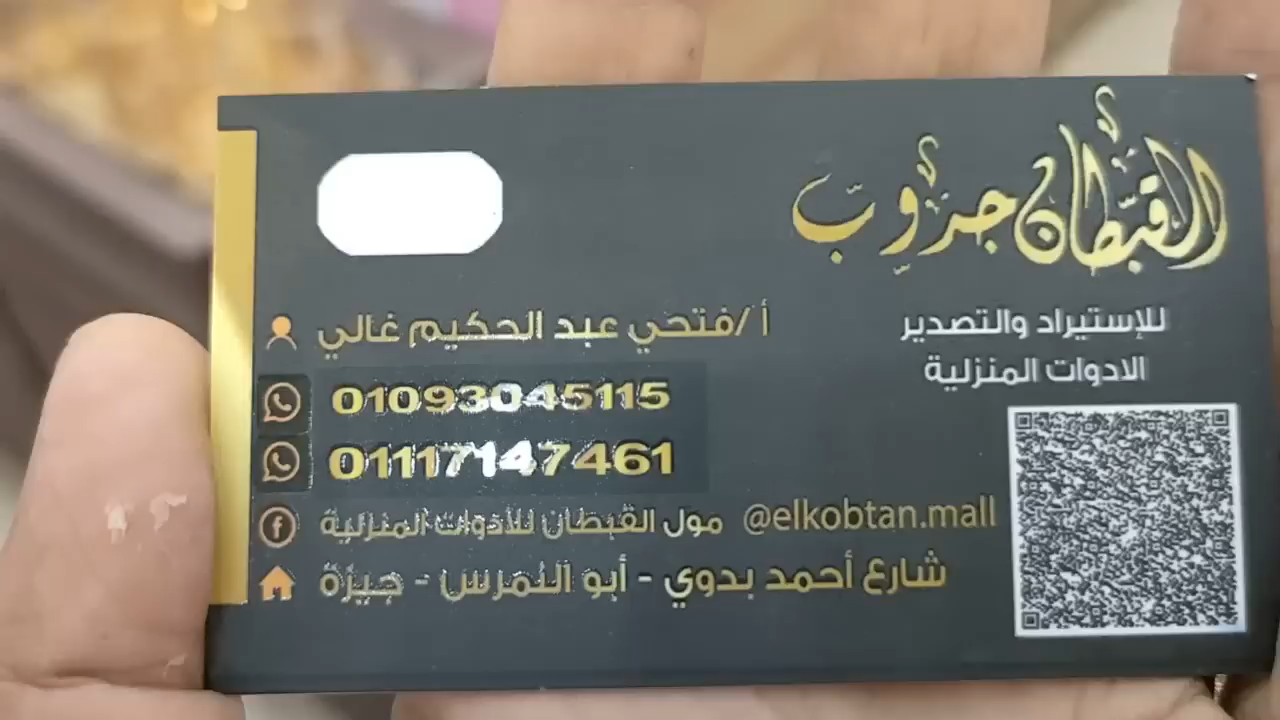 القبطان جروب
للإستيراد والتصدير
الادوات المنزلية
أ /فتحي عبد الحكيم غالي
01093045115
01117147461
مول القبطان للأدوات المنزلية @elkobtan.mall
شارع أحمد بدوي - أبو النمرس - جيزة